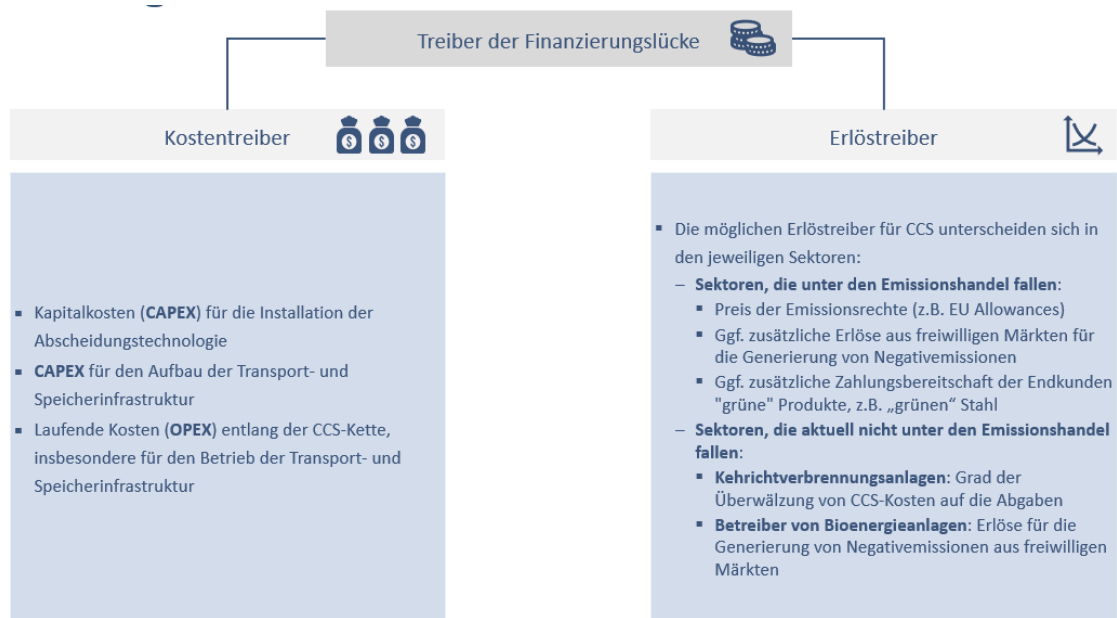 Treiber der Finanzierungslücke
Kostentreiber
▪ Kapitalkosten (CAPEX) für die Installation der
Abscheidungstechnologie
▪ CAPEX für den Aufbau der Transport- und
Speicherinfrastruktur
▪ Laufende Kosten (OPEX) entlang der CCS-Kette,
insbesondere für den Betrieb der Transport- und
Speicherinfrastruktur
Erlöstreiber
▪ Die möglichen Erlöstreiber für CCS unterscheiden sich in
den jeweiligen Sektoren:
– Sektoren, die unter den Emissionshandel fallen:
▪ Preis der Emissionsrechte (z.B. EU Allowances)
▪ Ggf. zusätzliche Erlöse aus freiwilligen Märkten für
die Generierung von Negativemissionen
▪ Ggf. zusätzliche Zahlungsbereitschaft der Endkunden
"grüne" Produkte, z.B. „grünen“ Stahl
– Sektoren, die aktuell nicht unter den Emissionshandel
fallen:
▪ Kehrichtverbrennungsanlagen: Grad der
Überwälzung von CCS-Kosten auf die Abgaben
▪ Betreiber von Bioenergieanlagen: Erlöse für die
Generierung von Negativemissionen aus freiwilligen
Märkten